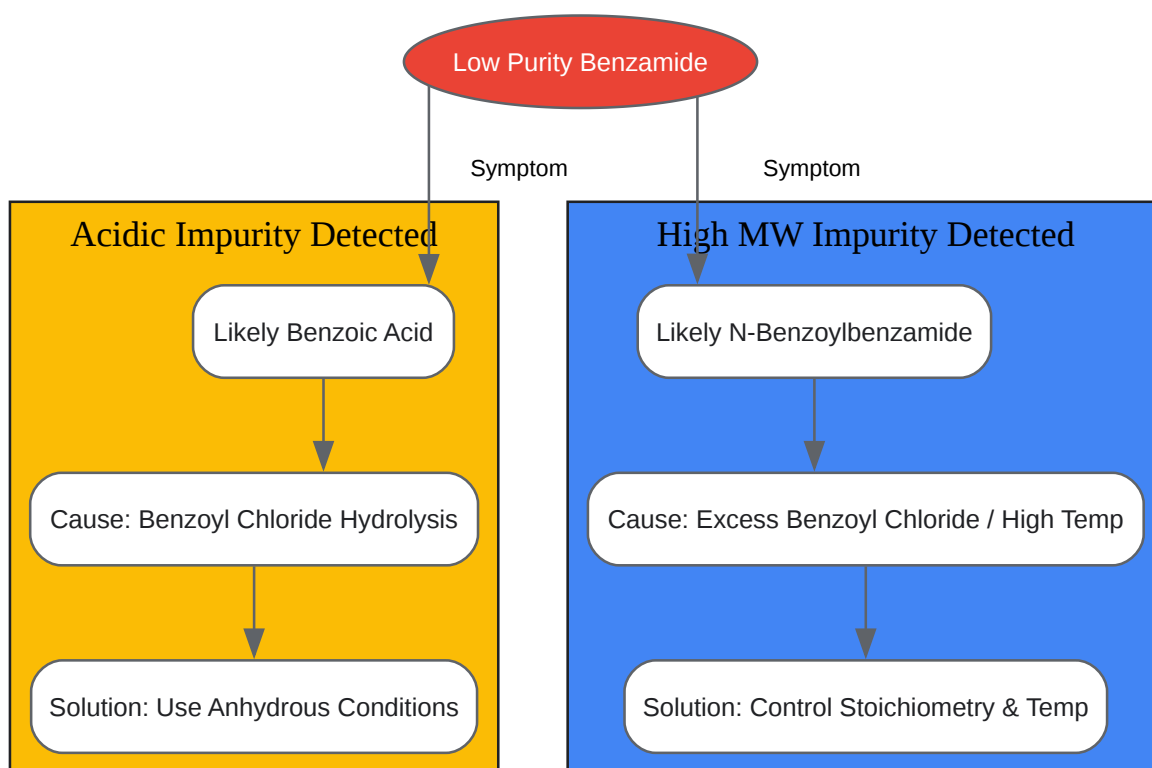 Low Purity Benzamide
Symptom
Symptom
Acidic Impurity Detected
High MW Impurity Detected
Likely Benzoic Acid
Likely N-Benzoylbenzamide
Cause: Benzoyl Chloride Hydrolysis
Cause: Excess Benzoyl Chloride / High Temp
Solution: Use Anhydrous Conditions
Solution: Control Stoichiometry & Temp